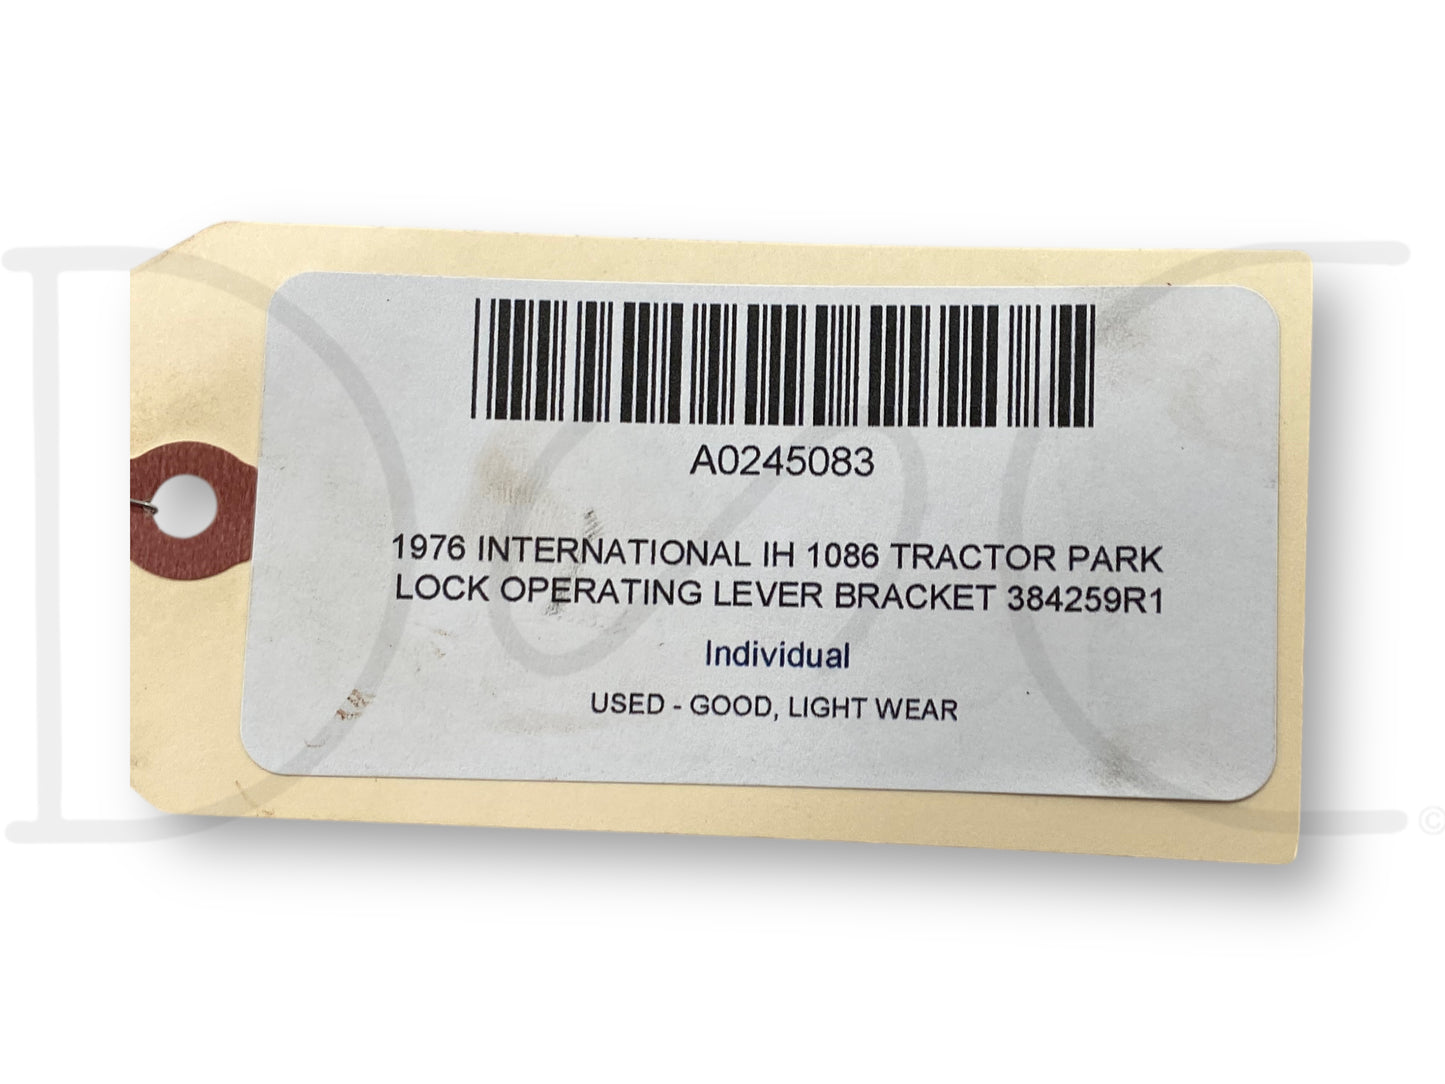 A0245083
1976 INTERNATIONAL IH 1086 TRACTOR PARK
LOCK OPERATING LEVER BRACKET 384259R1
Individual
USED - GOOD, LIGHT WEAR
©